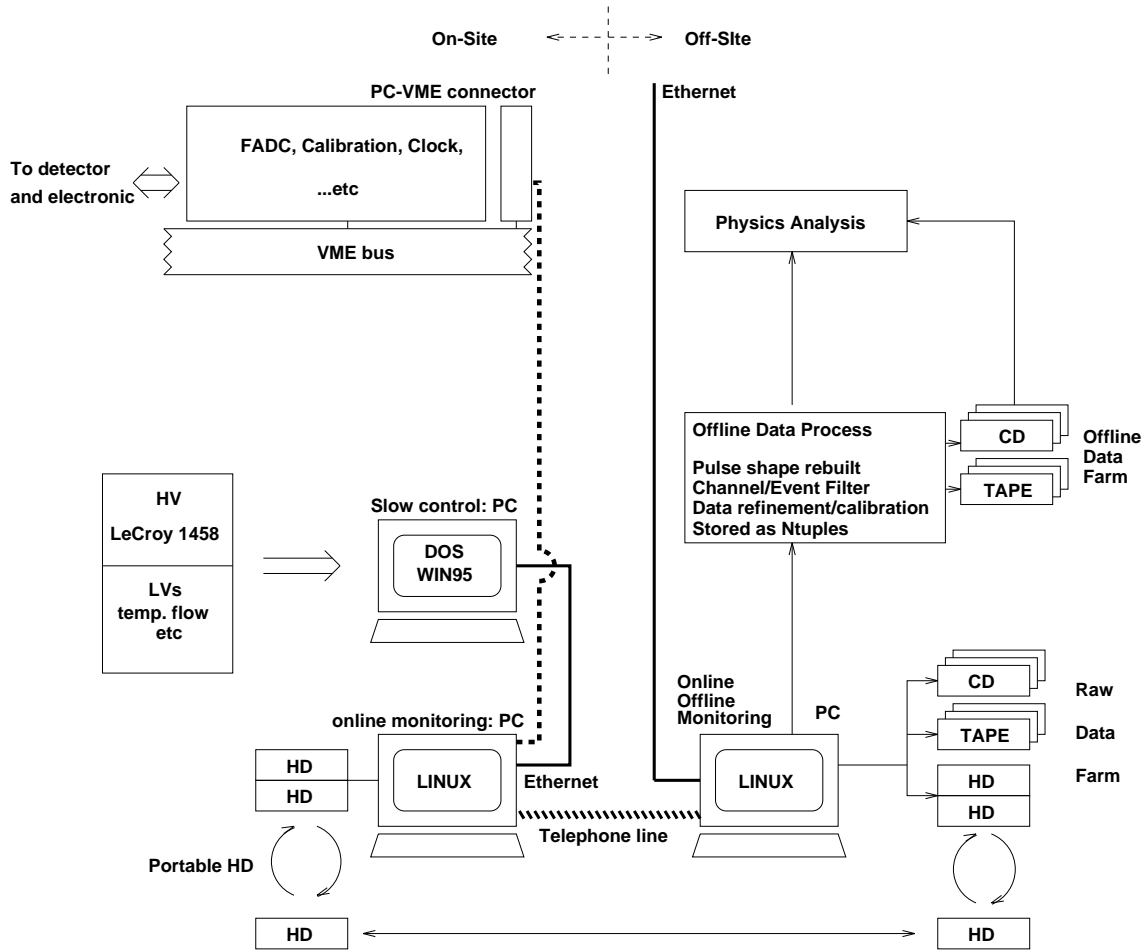 On-Site
Off-SIte
PC-VME connector
Ethernet
FADC, Calibration, Clock,
...etc
To detector
and electronic
VME bus
Physics Analysis
Offline Data Process
Pulse shape rebuilt
Channel/Event Filter
Data refinement/calibration
Stored as Ntuples
CD
TAPE
Offline
Data
Farm
HV
LeCroy 1458
LVs
temp. flow
etc
Slow control: PC
DOS
WIN95
online monitoring: PC
LINUX
Ethernet
HD
HD
Portable HD
HD
Telephone line
Online
Offline
Monitoring
PC
LINUX
CD
TAPE
HD
HD
Raw
Data
Farm
HD